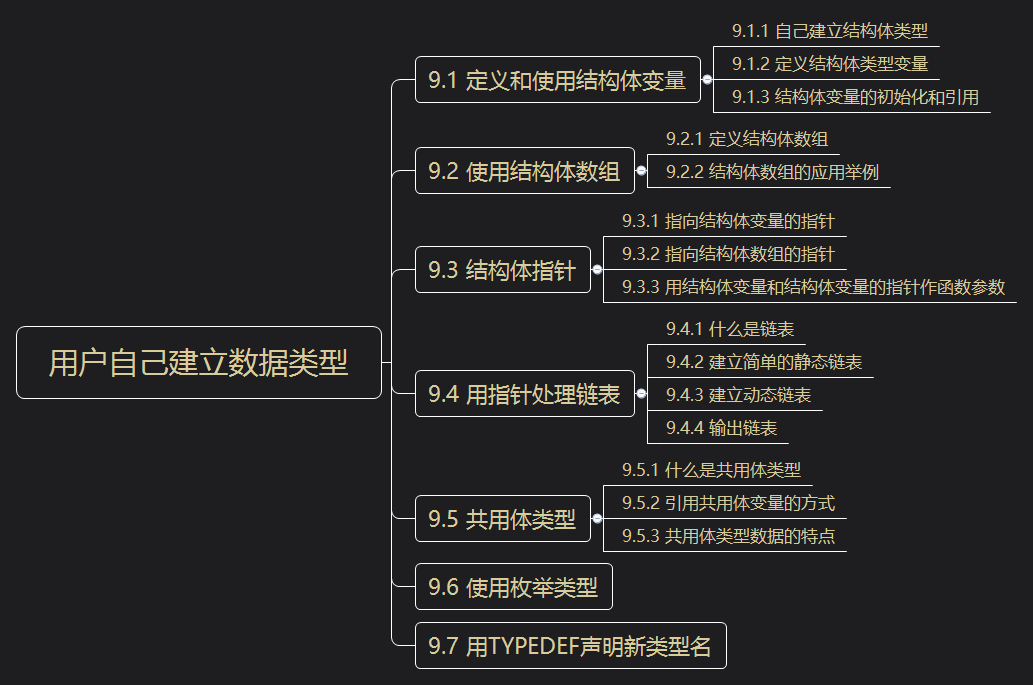 用户自己建立数据类型
9.1 定义和使用结构体变量
9.1.1 自己建立结构体类型
9.1.2 定义结构体类型变量
9.1.3 结构体变量的初始化和引用
9.2 使用结构体数组
9.2.1 定义结构体数组
9.2.2 结构体数组的应用举例
9.3 结构体指针
9.3.1 指向结构体变量的指针
9.3.2 指向结构体数组的指针
9.3.3 用结构体变量和结构体变量的指针作函数参数
9.4 用指针处理链表
9.4.1 什么是链表
9.4.2 建立简单的静态链表
9.4.3 建立动态链表
9.4.4 输出链表
9.5 共用体类型
9.5.1 什么是共用体类型
9.5.2 引用共用体变量的方式
9.5.3 共用体类型数据的特点
9.6 使用枚举类型
9.7 用TYPEDEF声明新类型名